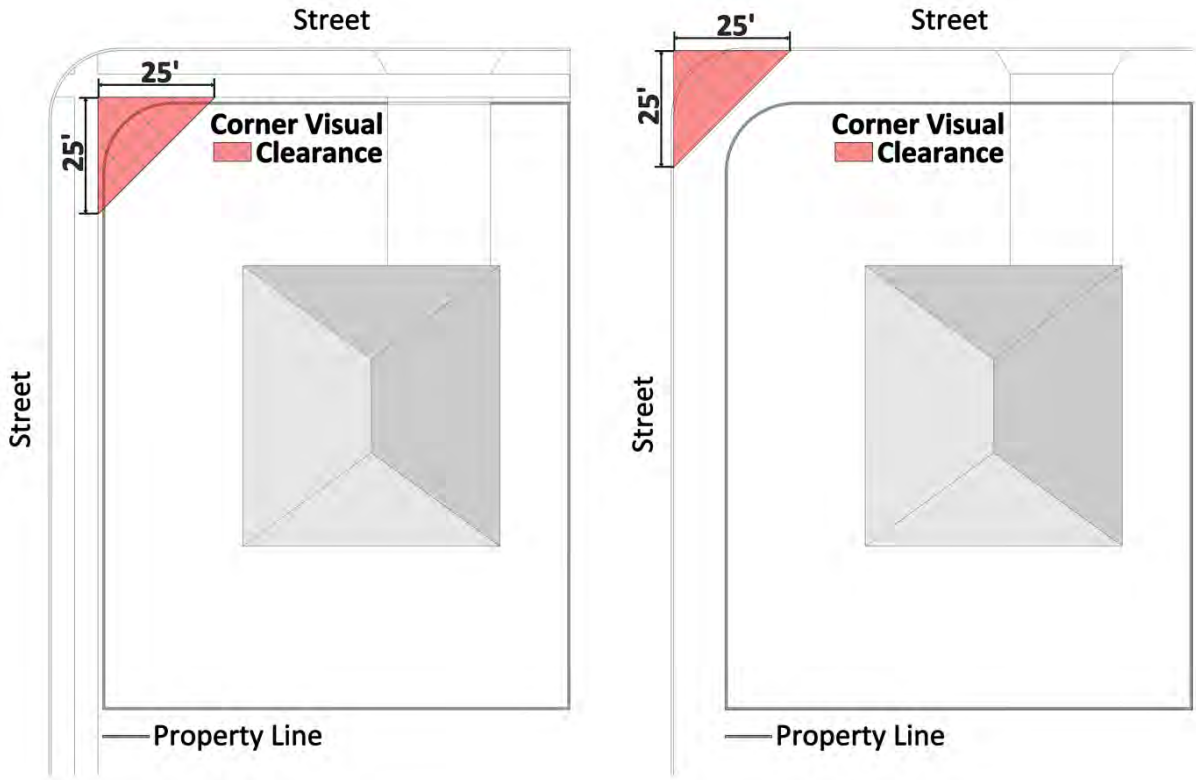 Street
25'
25'
Corner Visual
Clearance
Street
Property Line
Street
25'
25'
Corner Visual
Clearance
Street
Property Line